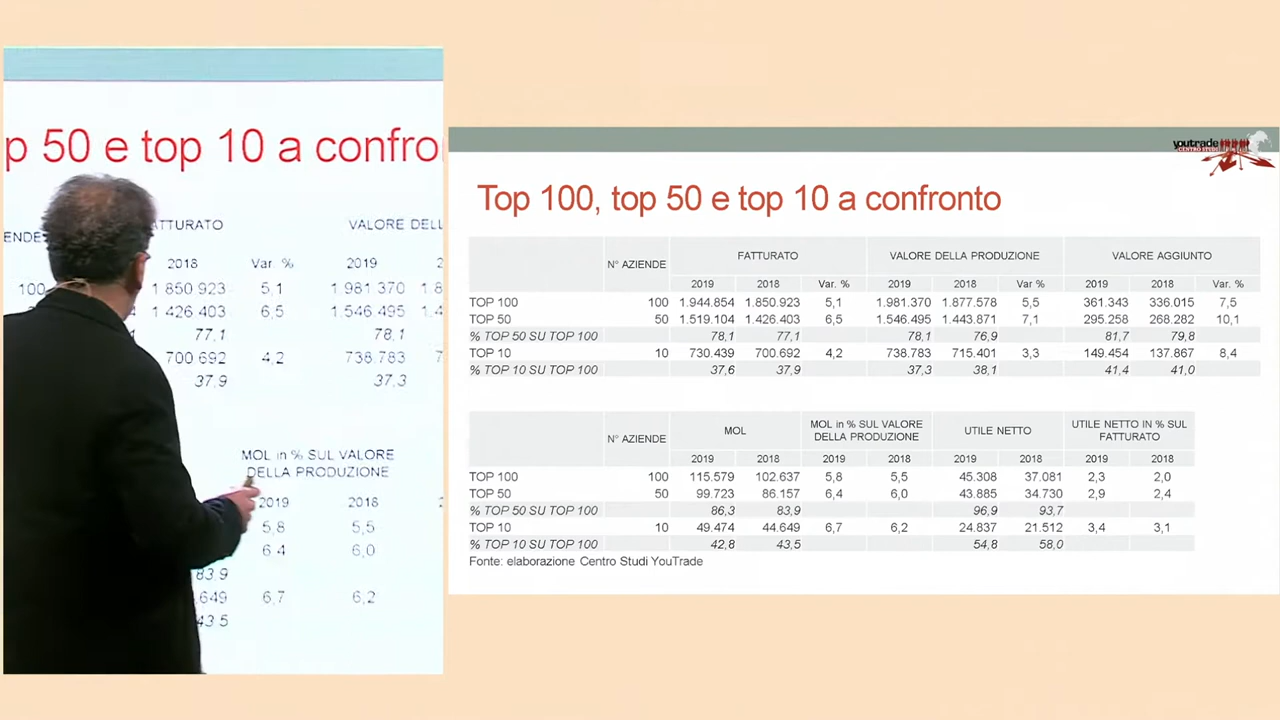 p 50 e top 10 a confro
ENDE ATTURATO VALORE DELL
2018 Var. % 2019 2
100 1 850 923 5,1 1 981 370 1 8
1 426 403 6,5 1.546.495 1.4
77,1 78,1
700 692 4,2 738.783 7
37,9 37.3
MOL in % SUL VALORE
DELLA PRODUZIONE
2019 2018 2
5,8 5,5
6 4 6,0
83.9
.649 6,7 6,2
43.5
youtrade
CENTRO STUDI
Top 100, top 50 e top 10 a confronto
N° AZIENDE FATTURATO VALORE DELLA PRODUZIONE VALORE AGGIUNTO
2019 2018 Var. % 2019 2018 Var % 2019 2018 Var. %
TOP 100 100 1.944.854 1.850.923 5,1 1.981.370 1.877.578 5,5 361.343 336.015 7,5
TOP 50 50 1.519.104 1.426.403 6,5 1.546.495 1.443.871 7,1 295.258 268.282 10,1
% TOP 50 SU TOP 100 78,1 77,1 78,1 76,9 81,7 79,8
TOP 10 10 730.439 700.692 4,2 738.783 715.401 3,3 149.454 137.867 8,4
% TOP 10 SU TOP 100 37,6 37,9 37,3 38,1 41,4 41,0
N° AZIENDE MOL MOL in % SUL VALORE DELLA PRODUZIONE UTILE NETTO UTILE NETTO IN % SUL FATTURATO
2019 2018 2019 2018 2019 2018 2019 2018
TOP 100 100 115.579 102.637 5,8 5,5 45.308 37.081 2,3 2,0
TOP 50 50 99.723 86.157 6,4 6,0 43.885 34.730 2,9 2,4
% TOP 50 SU TOP 100 86,3 83,9 96,9 93,7
TOP 10 10 49.474 44.649 6,7 6,2 24.837 21.512 3,4 3,1
% TOP 10 SU TOP 100 42,8 43,5 54,8 58,0
Fonte: elaborazione Centro Studi YouTrade